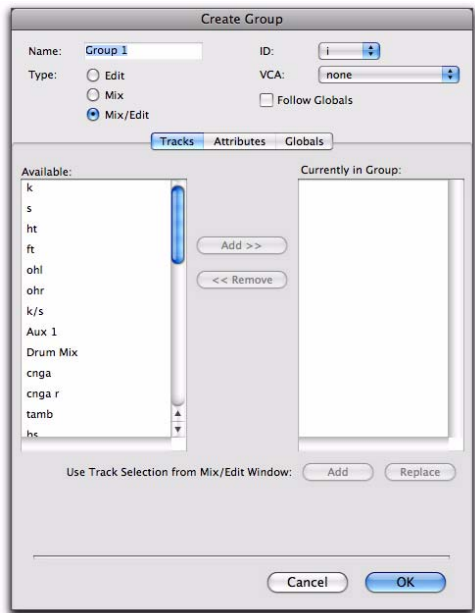 Create Group
Name: Group 1 ID: i
Type: Edit VCA: none
Mix Follow Globals
Mix/Edit
Tracks Attributes Globals
Available: Currently in Group:
k
s
ht
ft
ohl
Add >>
ohr
<< Remove
k/s
Aux 1
Drum Mix
cnga
cnga r
tamb
hs
Use Track Selection from Mix/Edit Window: Add Replace
Cancel OK